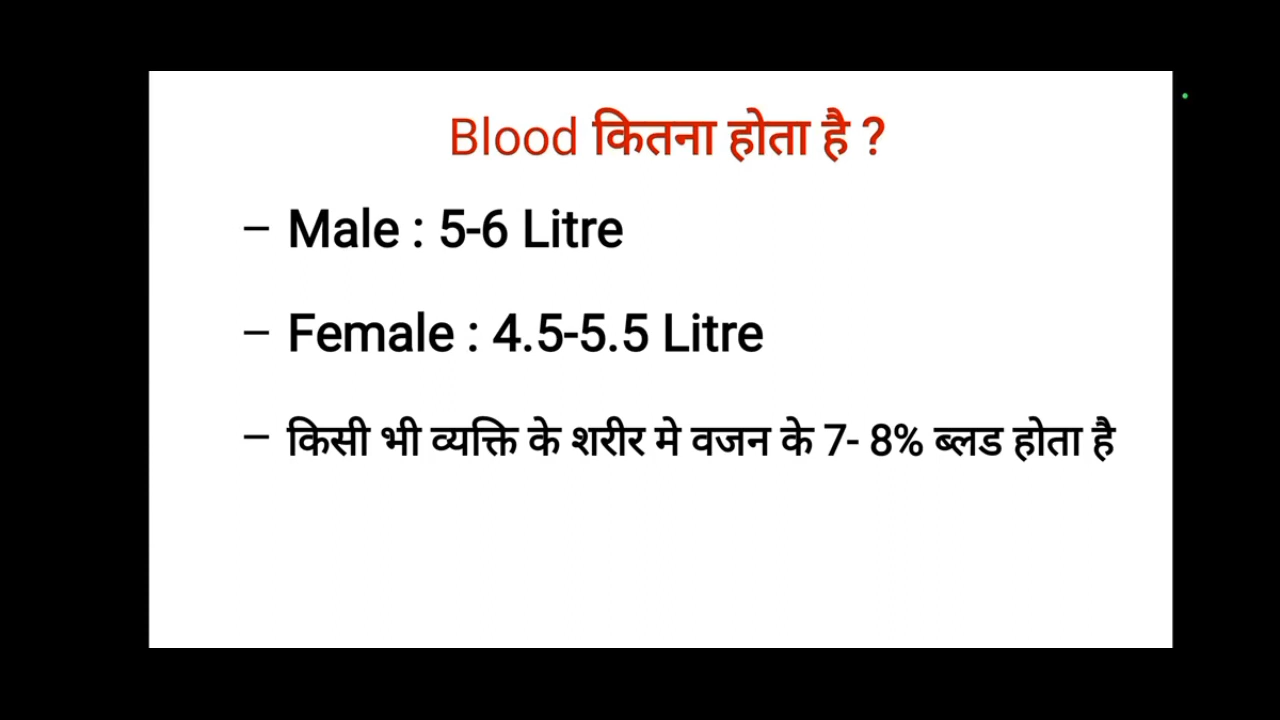 Blood कितना होता है ?
– Male : 5-6 Litre
– Female : 4.5-5.5 Litre
– किसी भी व्यक्ति के शरीर मे वजन के 7- 8% ब्लड होता है